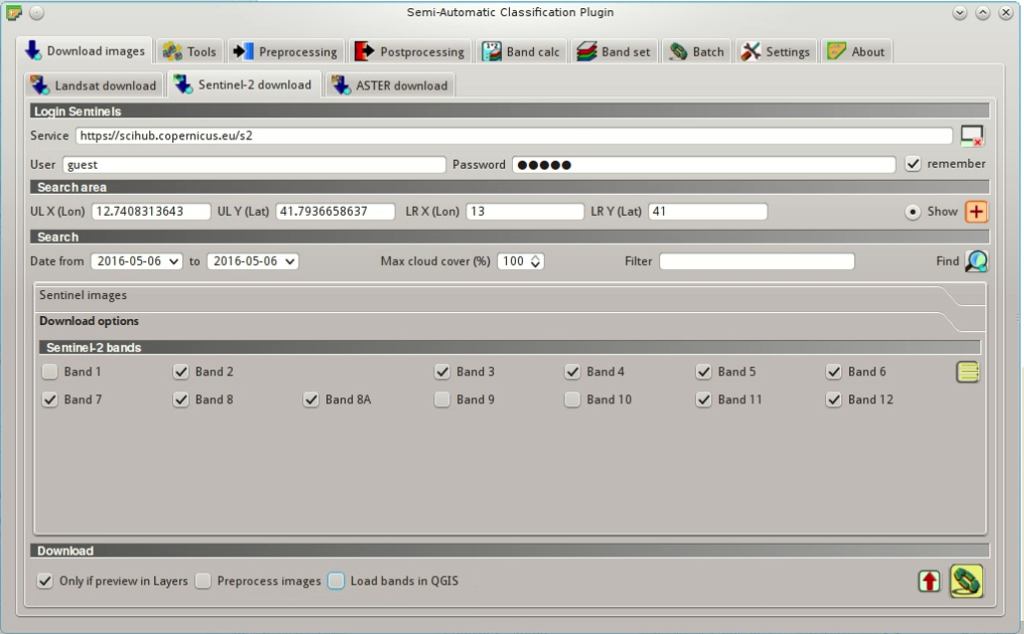 Semi-Automatic Classification Plugin
Download images Tools Preprocessing Postprocessing Band calc Band set Batch Settings About
Landsat download Sentinel-2 download ASTER download
Login Sentinels
Service https://scihub.copernicus.eu/s2
User guest Password ●●●●● remember
Search area
UL X (Lon) 12.7408313643 UL Y (Lat) 41.7936658637 LR X (Lon) 13 LR Y (Lat) 41 Show
Search
Date from 2016-05-06 to 2016-05-06 Max cloud cover (%) 100 Filter Find
Sentinel images
Download options
Sentinel-2 bands
Band 1 Band 2 Band 3 Band 4 Band 5 Band 6
Band 7 Band 8 Band 8A Band 9 Band 10 Band 11 Band 12
Download
Only if preview in Layers Preprocess images Load bands in QGIS